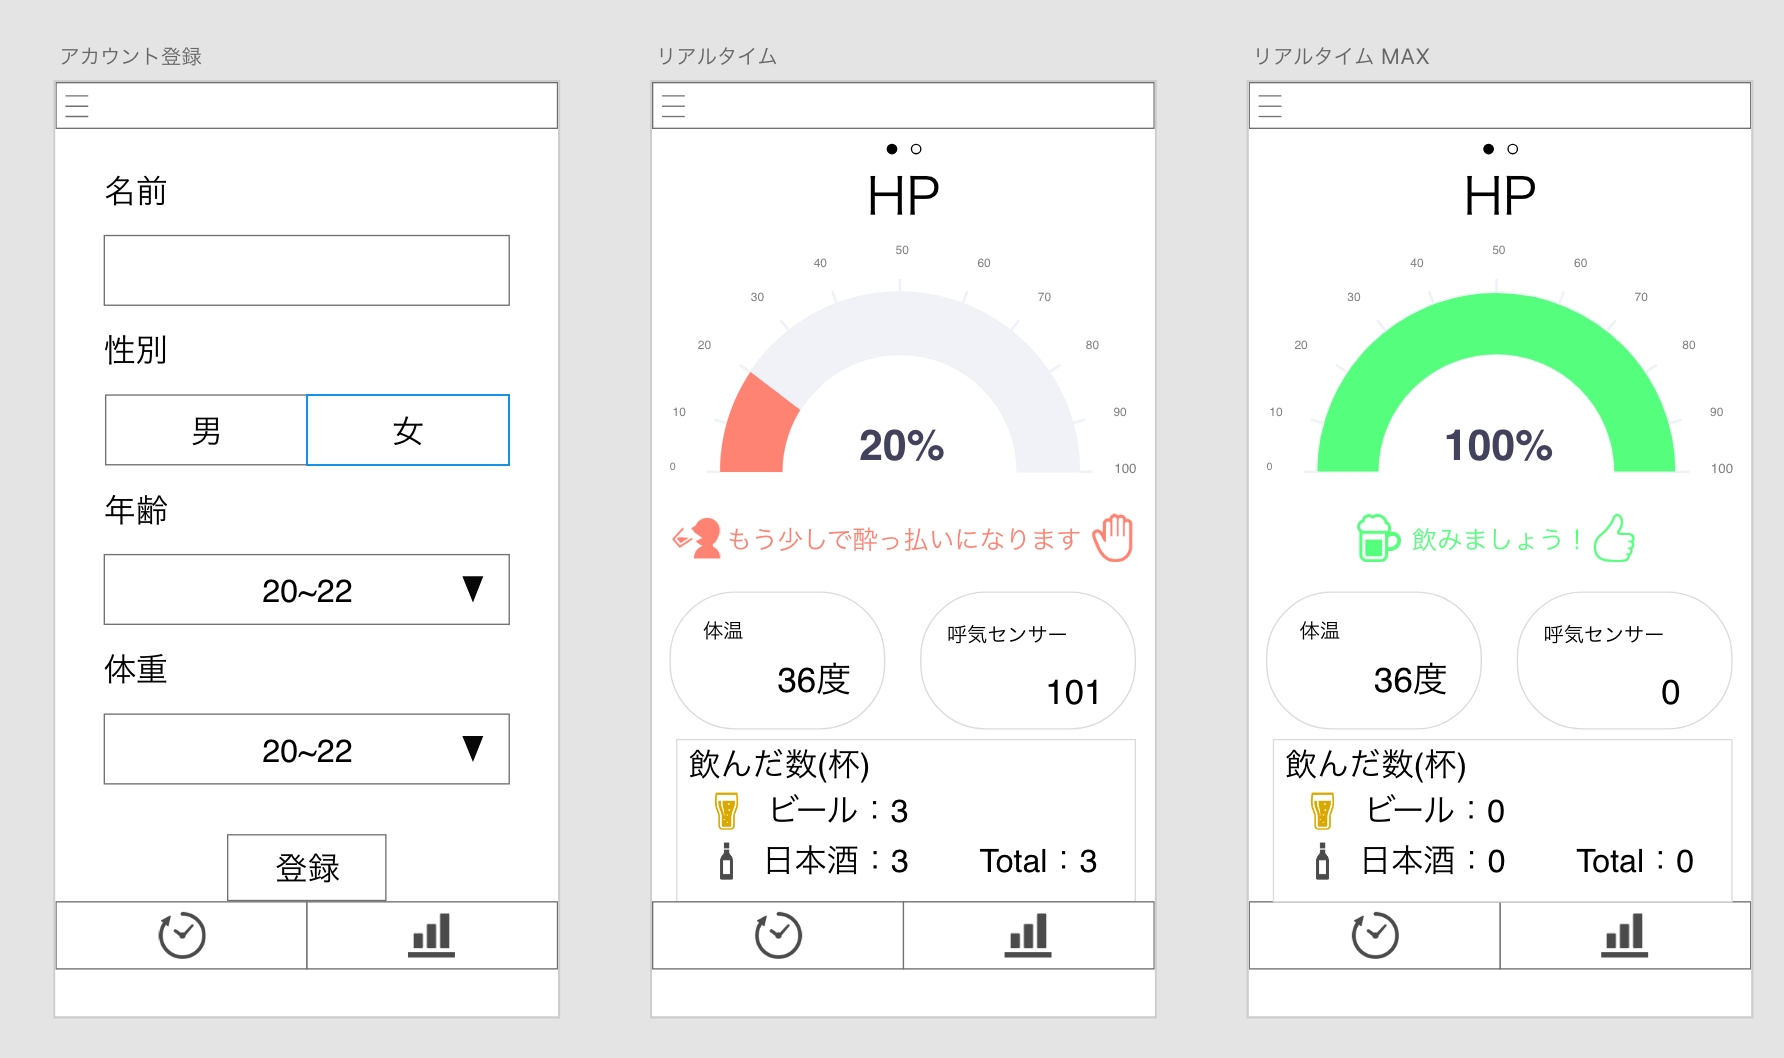 アカウント登録
名前
性別
男 女
年齢
20~22 ▼
体重
20~22 ▼
登録
リアルタイム
HP
0 10 20 30 40 50 60 70 80 90 100
20%
もう少しで酔っ払いになります
体温
36度
呼気センサー
101
飲んだ数(杯)
ビール：3
日本酒：3 Total：3
リアルタイム MAX
HP
0 10 20 30 40 50 60 70 80 90 100
100%
飲みましょう！
体温
36度
呼気センサー
0
飲んだ数(杯)
ビール：0
日本酒：0 Total：0